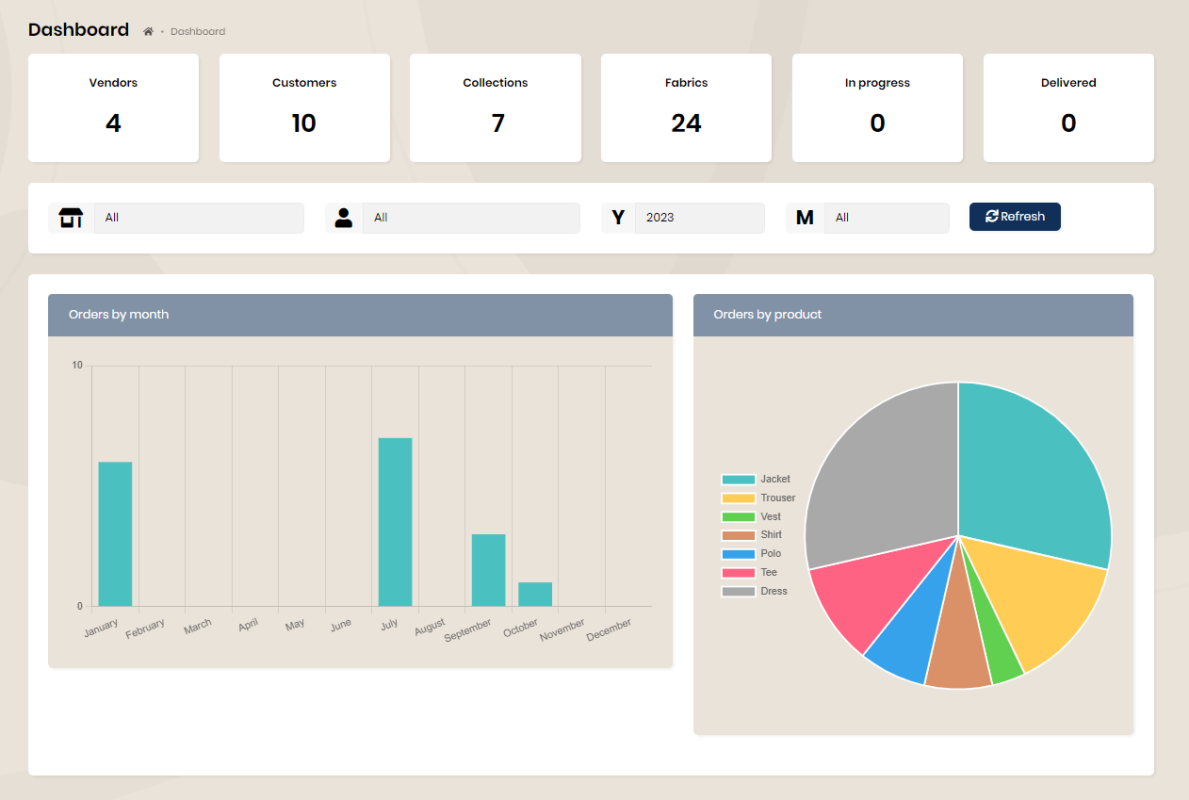 Dashboard • Dashboard
Vendors
4
Customers
10
Collections
7
Fabrics
24
In progress
0
Delivered
0
All
All
Y 2023
M All
Refresh
Orders by month
10
0
January
February
March
April
May
June
July
August
September
October
November
December
Orders by product
Jacket
Trouser
Vest
Shirt
Polo
Tee
Dress